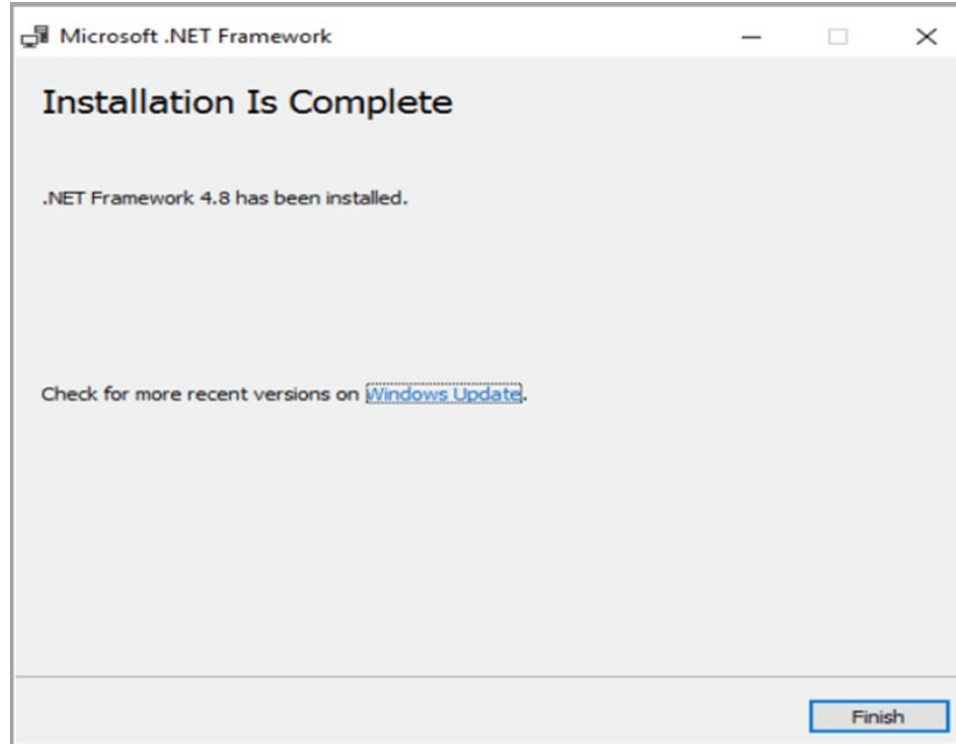 Microsoft .NET Framework
Installation Is Complete
.NET Framework 4.8 has been installed.
Check for more recent versions on Windows Update.
Finish